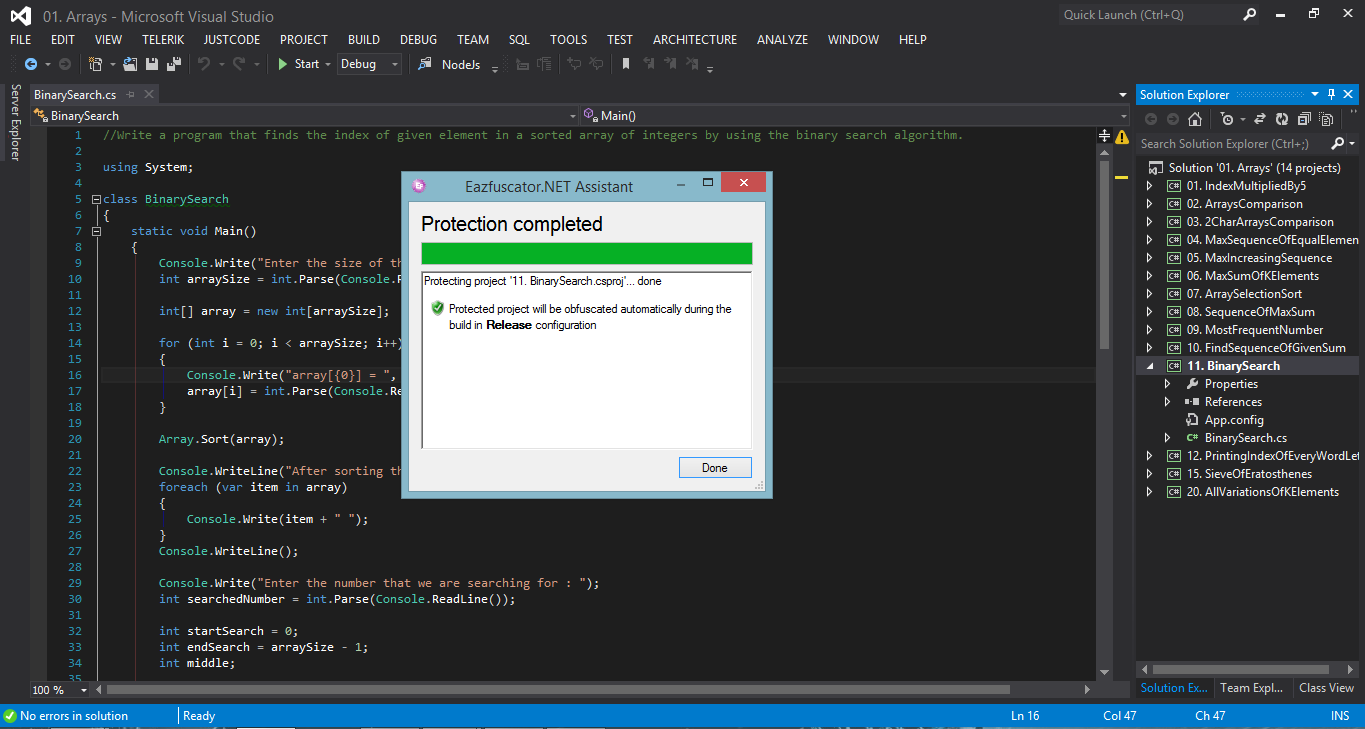 01. Arrays - Microsoft Visual Studio
Quick Launch (Ctrl+Q)
FILE EDIT VIEW TELERIK JUSTCODE PROJECT BUILD DEBUG TEAM SQL TOOLS TEST ARCHITECTURE ANALYZE WINDOW HELP
Start Debug NodeJs
Server Explorer
BinarySearch.cs
BinarySearch
Main()
1 //Write a program that finds the index of given element in a sorted array of integers by using the binary search algorithm.
2
3 using System;
4
5 class BinarySearch
6 {
7 static void Main()
8 {
9 Console.Write("Enter the size of th
10 int arraySize = int.Parse(Console.R
11
12 int[] array = new int[arraySize];
13
14 for (int i = 0; i < arraySize; i++)
15 {
16 Console.Write("array[{0}] = ",
17 array[i] = int.Parse(Console.Re
18 }
19
20 Array.Sort(array);
21
22 Console.WriteLine("After sorting th
23 foreach (var item in array)
24 {
25 Console.Write(item + " ");
26 }
27 Console.WriteLine();
28
29 Console.Write("Enter the number that we are searching for : ");
30 int searchedNumber = int.Parse(Console.ReadLine());
31
32 int startSearch = 0;
33 int endSearch = arraySize - 1;
34 int middle;
35
100 %
Eazfuscator.NET Assistant
Protection completed
Protecting project '11. BinarySearch.csproj'... done
Protected project will be obfuscated automatically during the
build in Release configuration
Done
Solution Explorer
Search Solution Explorer (Ctrl+;)
Solution '01. Arrays' (14 projects)
C# 01. IndexMultipliedBy5
C# 02. ArraysComparison
C# 03. 2CharArraysComparison
C# 04. MaxSequenceOfEqualElemen
C# 05. MaxIncreasingSequence
C# 06. MaxSumOfKElements
C# 07. ArraySelectionSort
C# 08. SequenceOfMaxSum
C# 09. MostFrequentNumber
C# 10. FindSequenceOfGivenSum
C# 11. BinarySearch
Properties
References
App.config
C# BinarySearch.cs
C# 12. PrintingIndexOfEveryWordLet
C# 15. SieveOfEratosthenes
C# 20. AllVariationsOfKElements
Solution Ex... Team Expl... Class View
No errors in solution Ready Ln 16 Col 47 Ch 47 INS